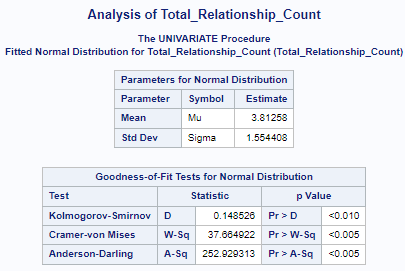 Analysis of Total_Relationship_Count
The UNIVARIATE Procedure
Fitted Normal Distribution for Total_Relationship_Count (Total_Relationship_Count)
Parameters for Normal Distribution
Parameter Symbol Estimate
Mean Mu 3.81258
Std Dev Sigma 1.554408
Goodness-of-Fit Tests for Normal Distribution
Test Statistic p Value
Kolmogorov-Smirnov D 0.148526 Pr > D <0.010
Cramer-von Mises W-Sq 37.664922 Pr > W-Sq <0.005
Anderson-Darling A-Sq 252.929313 Pr > A-Sq <0.005